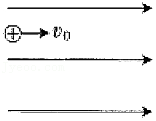 + v₀